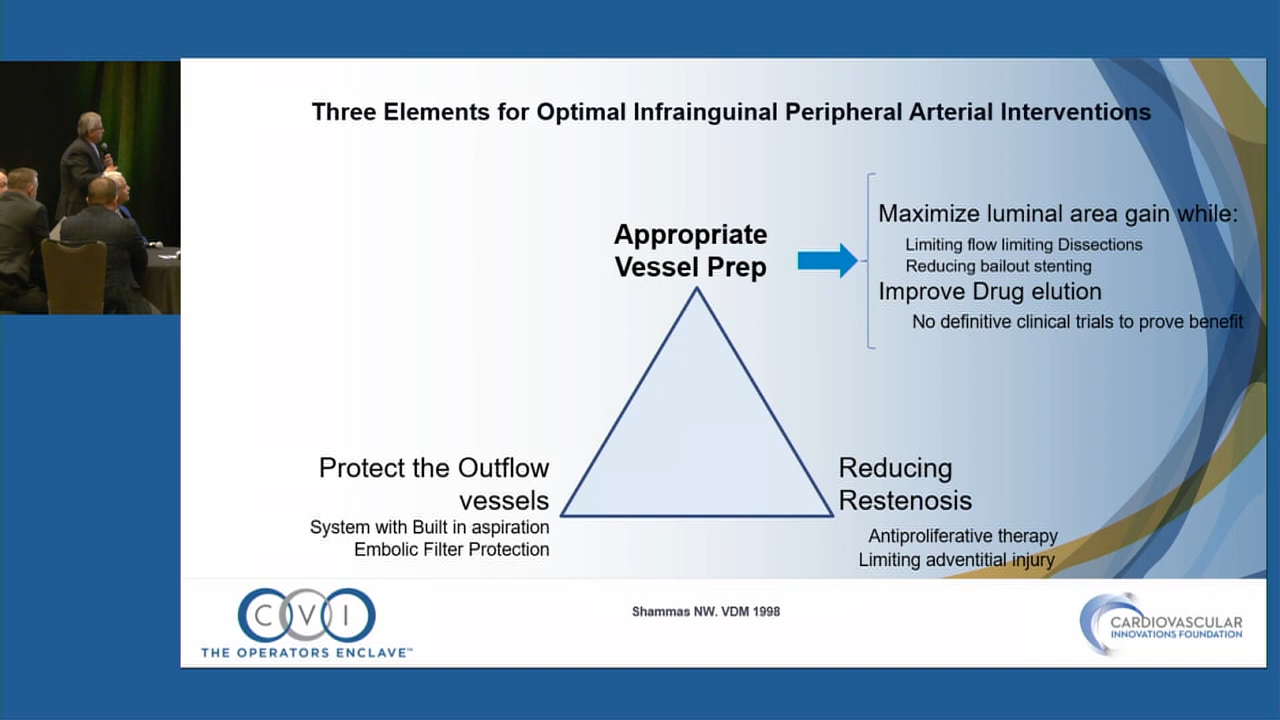 Three Elements for Optimal Infrainguinal Peripheral Arterial Interventions
Appropriate
Vessel Prep
Maximize luminal area gain while:
Limiting flow limiting Dissections
Reducing bailout stenting
Improve Drug elution
No definitive clinical trials to prove benefit
Protect the Outflow
vessels
System with Built in aspiration
Embolic Filter Protection
Reducing
Restenosis
Antiproliferative therapy
Limiting adventitial injury
CVI
THE OPERATORS ENCLAVE™
Shammas NW. VDM 1998
CARDIOVASCULAR
INNOVATIONS FOUNDATION